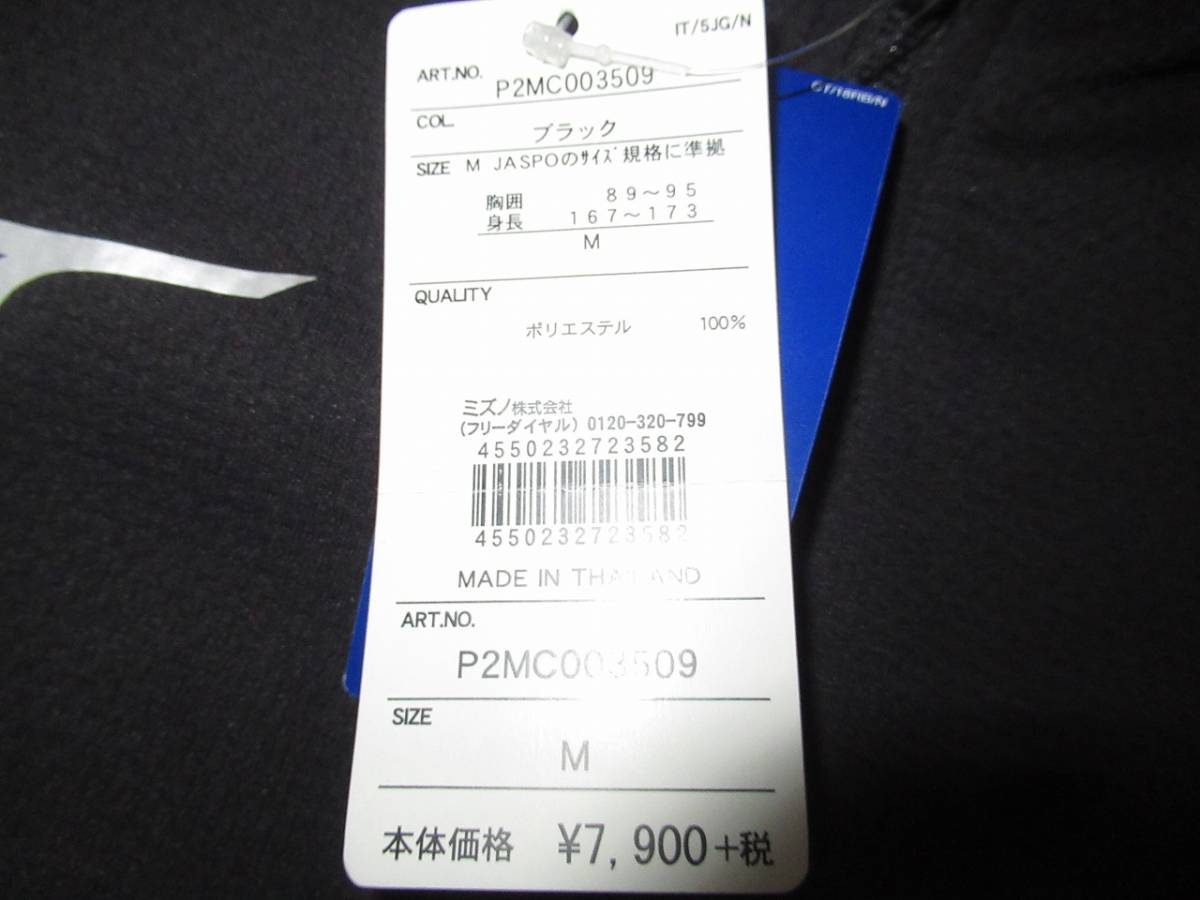 IT/5JG/N
ART.NO. P2MC003509
COL. ブラック
SIZE M JASPOのｻｲｽﾞ規格に準拠
胸囲 89～95
身長 167～173
M
QUALITY
ポリエステル 100%
ミズノ株式会社
(フリーダイヤル) 0120-320-799
4550232723582
4550232723582
MADE IN THAILAND
ART.NO.
P2MC003509
SIZE
M
本体価格 ¥7,900+税